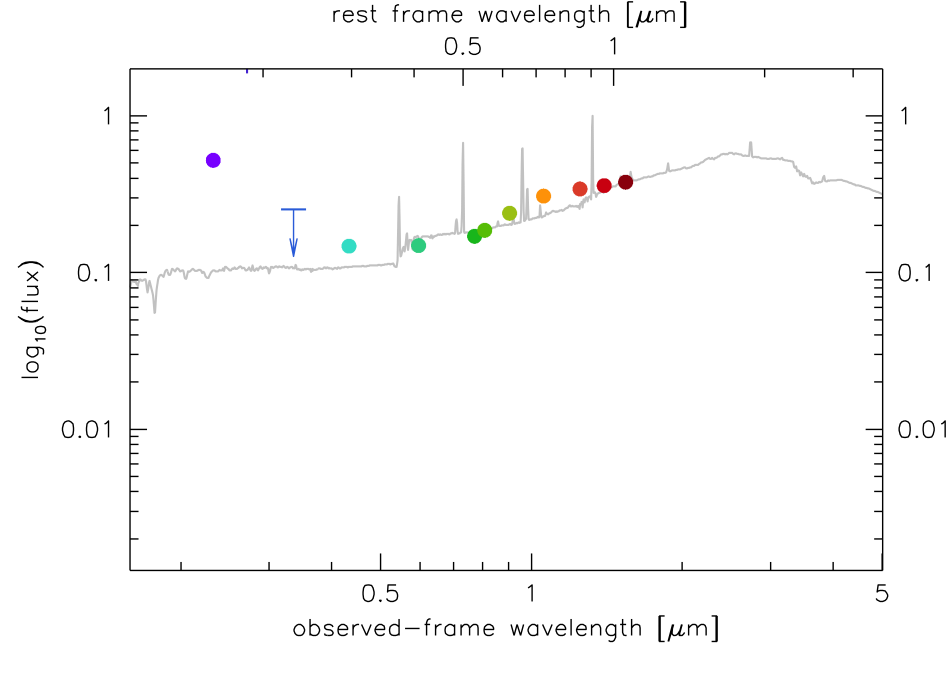 rest frame wavelength [μm]
0.5 1
1 1
0.1 0.1
0.01 0.01
log10(flux)
0.5 1 5
observed-frame wavelength [μm]